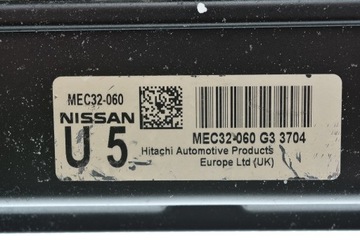 MEC32-060
NISSAN
U 5
MEC32-060 G3 3704
Hitachi Automotive Products
Europe Ltd (UK)